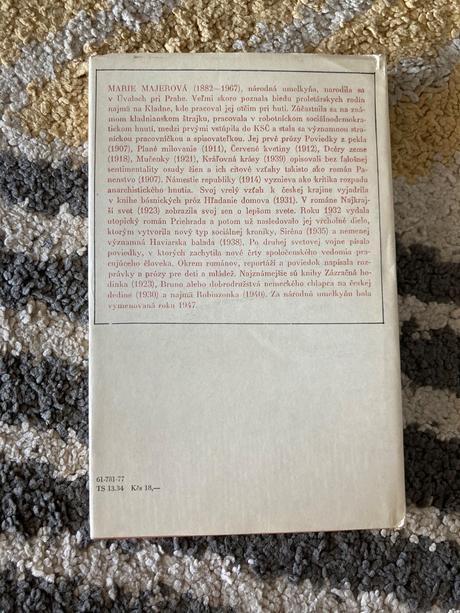 MARIE MAJEROVÁ (1882—1967), národná umelkyňa, narodila sa
v Úvaloch pri Prahe. Veľmi skoro poznala biedu proletárskych rodín
najmä na Kladne, kde pracoval jej otčim pri huti. Zúčastnila sa na zná-
mom kladnianskom štrajku, pracovala v robotníckom sociálnodemokra-
tickom hnutí, medzi prvými vstúpila do KSČ a stala sa významnou stra-
níckou pracovníčkou a opisovateľkou. Jej prvé prózy Poviedky z pekla
(1907), Plané milovanie (1911), Červené kvetiny (1912), Dcéry zeme
(1918), Mučenky (1921), Kráľovná krásy (1939) opisovali bez falošnej
sentimentality osudy žien a ich citové vzťahy takisto ako román Pa-
nenstvo (1907). Námestie republiky (1914) vyznieva ako kritika rozpadu
anarchistického hnutia. Svoj vrelý vzťah k českej krajine vyjadrila
v knihe básnických próz Hľadanie domova (1931). V románe Najkraj-
ší svet (1923) zobrazila svoj sen o lepšom svete. Roku 1932 vydala
utopický román Priehrada a potom už nasledovalo jej vrcholné dielo,
ktorým vytvorila nový typ sociálnej kroniky, Siréna (1935) a nemenej
významná Haviarska balada (1938). Po druhej svetovej vojne písala
poviedky, v ktorých zachytila nové črty spoločenského vedomia pra-
cujúceho človeka. Okrem románov, reportáží a poviedok napísala roz-
právky a prózy pre deti a mládež. Najznámejšie sú knihy Zázračná ho-
dinka (1923), Bruno alebo dobrodružstvá nemeckého chlapca na českej
dedine (1930) a najmä Robinzonka (1940). Za národnú umelkyňu bola
vymenovaná roku 1947.
61-781-77
TS 13.34 Kčs 18,—